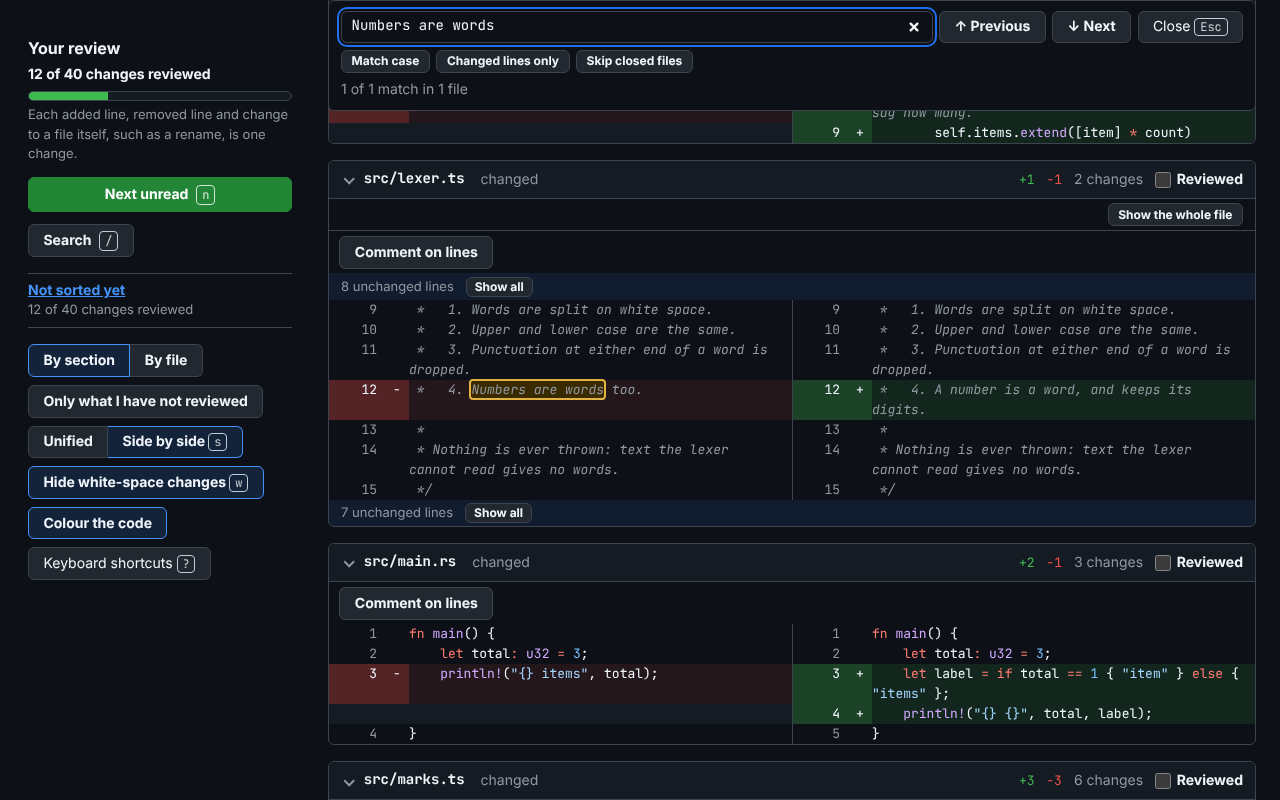 Your review
12 of 40 changes reviewed
Each added line, removed line and change
to a file itself, such as a rename, is one
change.
Next unread n
Search /
Not sorted yet
12 of 40 changes reviewed
By section By file
Only what I have not reviewed
Unified Side by side s
Hide white-space changes w
Colour the code
Keyboard shortcuts ?
Numbers are words × ↑ Previous ↓ Next Close Esc
Match case Changed lines only Skip closed files
1 of 1 match in 1 file
say how many.
9 + self.items.extend([item] * count)
src/lexer.ts changed +1 -1 2 changes Reviewed
Show the whole file
Comment on lines
8 unchanged lines Show all
9 * 1. Words are split on white space. 9 * 1. Words are split on white space.
10 * 2. Upper and lower case are the same. 10 * 2. Upper and lower case are the same.
11 * 3. Punctuation at either end of a word is 11 * 3. Punctuation at either end of a word is
dropped. dropped.
12 - * 4. Numbers are words too. 12 + * 4. A number is a word, and keeps its
digits.
13 * 13 *
14 * Nothing is ever thrown: text the lexer 14 * Nothing is ever thrown: text the lexer
cannot read gives no words. cannot read gives no words.
15 */ 15 */
7 unchanged lines Show all
src/main.rs changed +2 -1 3 changes Reviewed
Comment on lines
1 fn main() { 1 fn main() {
2 let total: u32 = 3; 2 let total: u32 = 3;
3 - println!("{} items", total); 3 + let label = if total == 1 { "item" } else {
"items" };
4 + println!("{} {}", total, label);
4 } 5 }
src/marks.ts changed +3 -3 6 changes Reviewed